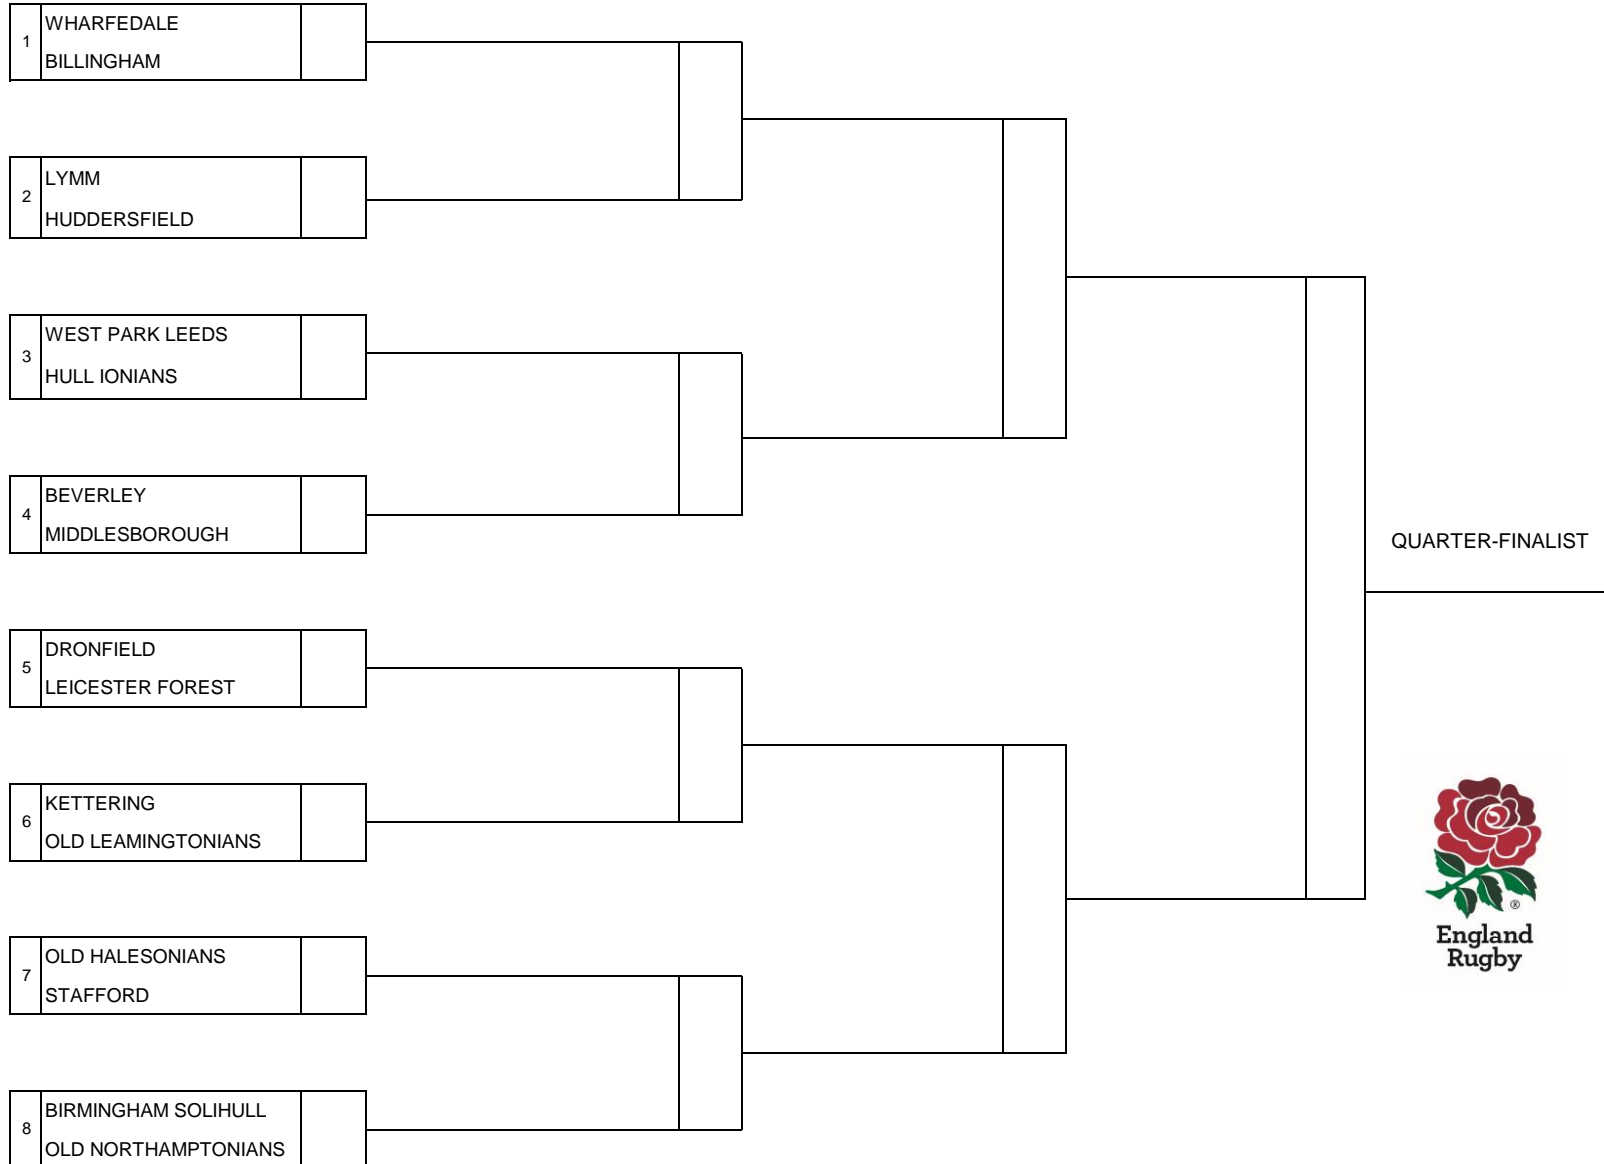 1
WHARFEDALE
BILLINGHAM
2
LYMM
HUDDERSFIELD
3
WEST PARK LEEDS
HULL IONIANS
4
BEVERLEY
MIDDLESBOROUGH
QUARTER-FINALIST
5
DRONFIELD
LEICESTER FOREST
6
KETTERING
OLD LEAMINGTONIANS
7
OLD HALESONIANS
STAFFORD
8
BIRMINGHAM SOLIHULL
OLD NORTHAMPTONIANS
®
England
Rugby